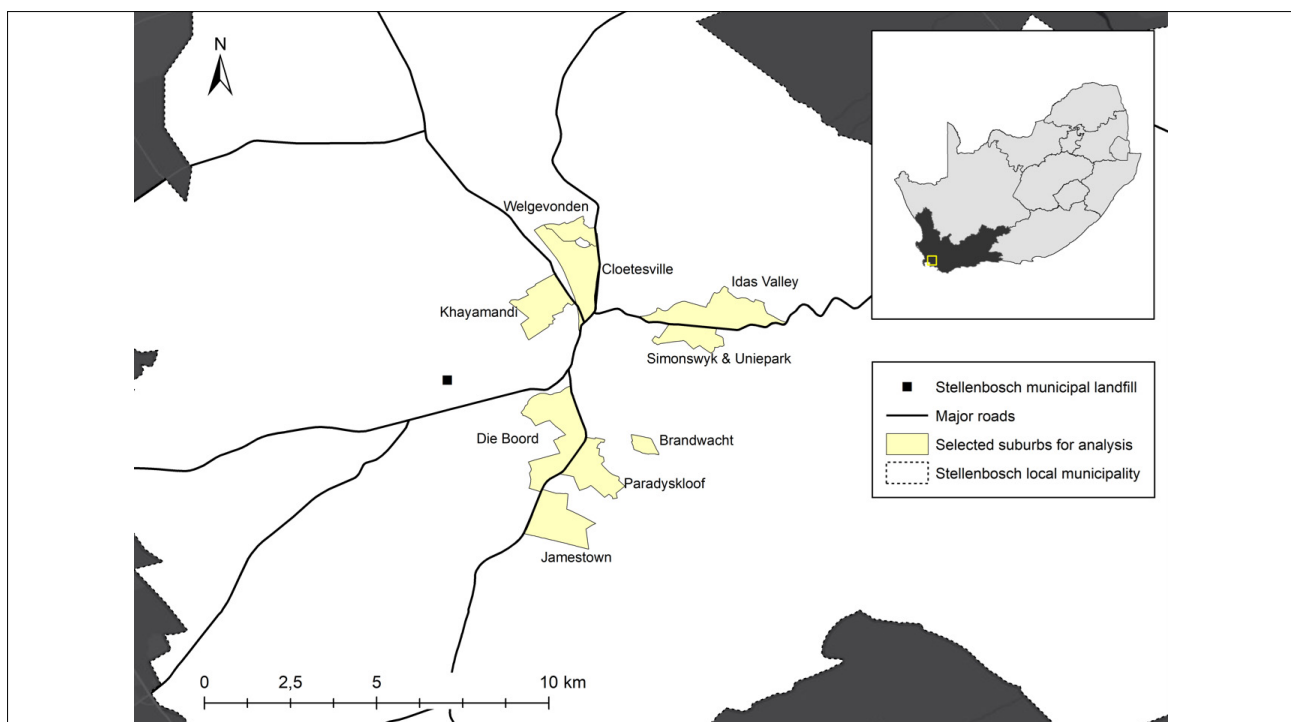 N
Welgevonden
Cloetesville
Idas Valley
Khayamandi
Simonswyk & Uniepark
Die Boord
Brandwacht
Paradyskloof
Jamestown
0 2,5 5 10 km
Stellenbosch municipal landfill
Major roads
Selected suburbs for analysis
Stellenbosch local municipality